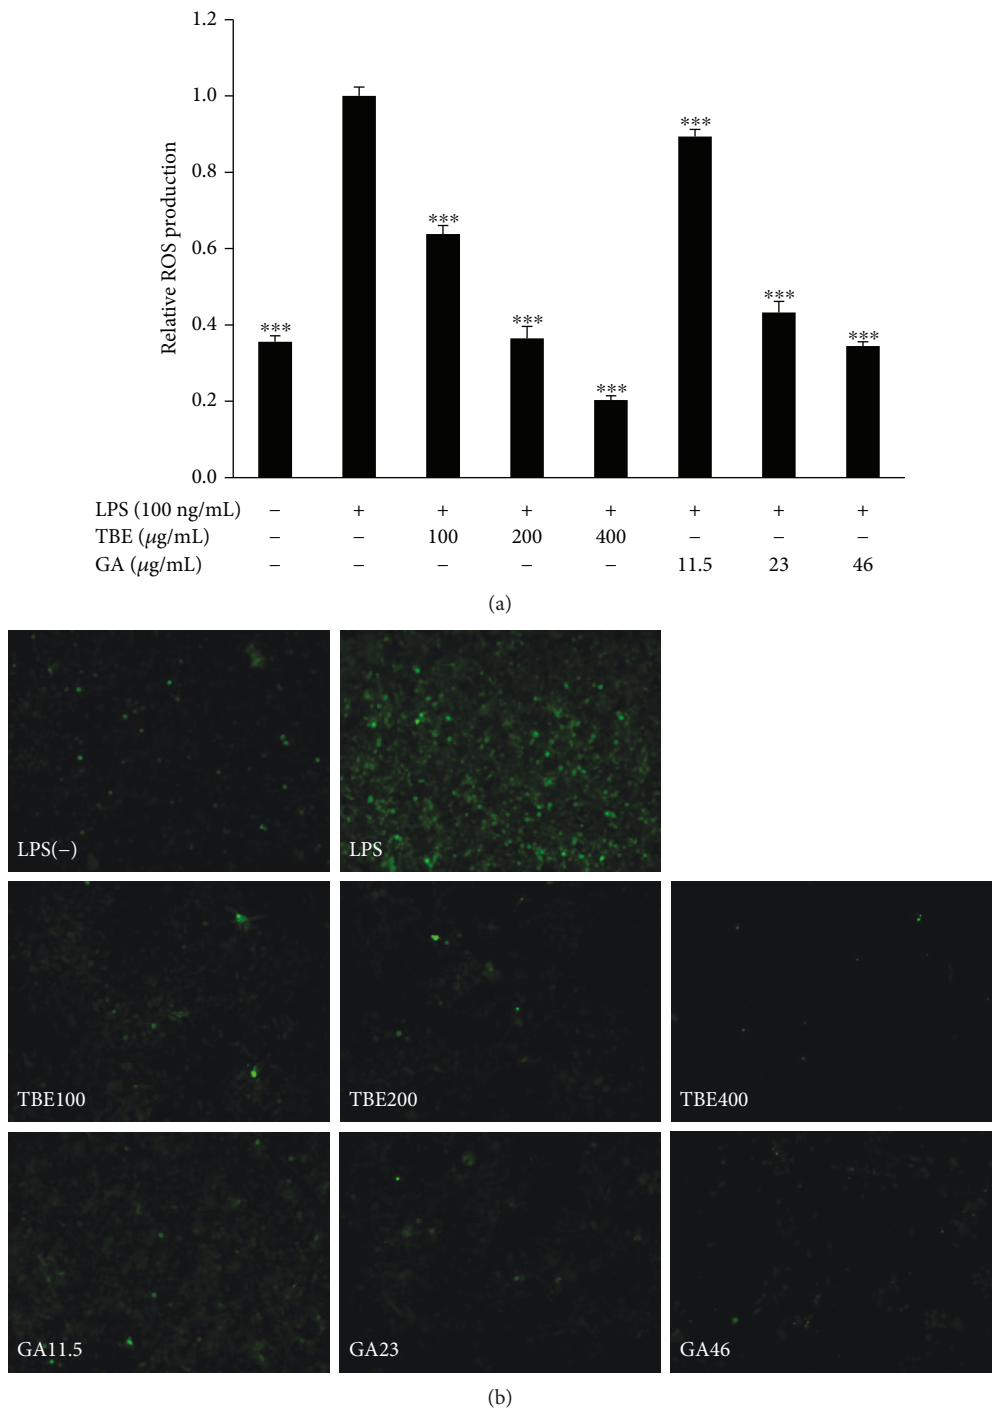 1.2
1.0
0.8
0.6
0.4
0.2
0.0
Relative ROS production
***
***
***
***
***
***
***
LPS (100 ng/mL) − + + + + + + +
TBE (μg/mL) − − 100 200 400 − − −
GA (μg/mL) − − − − − 11.5 23 46
(a)
LPS(−) LPS
TBE100 TBE200 TBE400
GA11.5 GA23 GA46
(b)